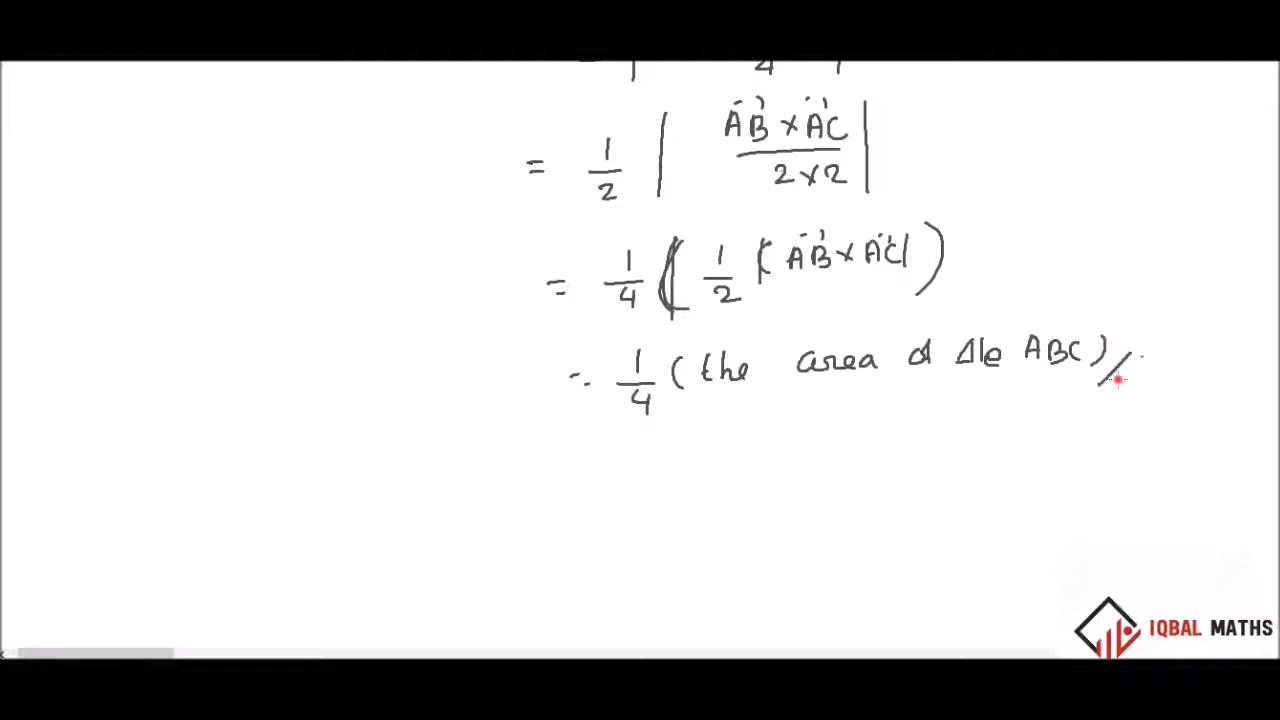 = 1/2 | AB × AC / 2×2 |
= 1/4 ( 1/2 |AB × AC| )
= 1/4 ( the area of Δle ABC) //
IQBAL MATHS